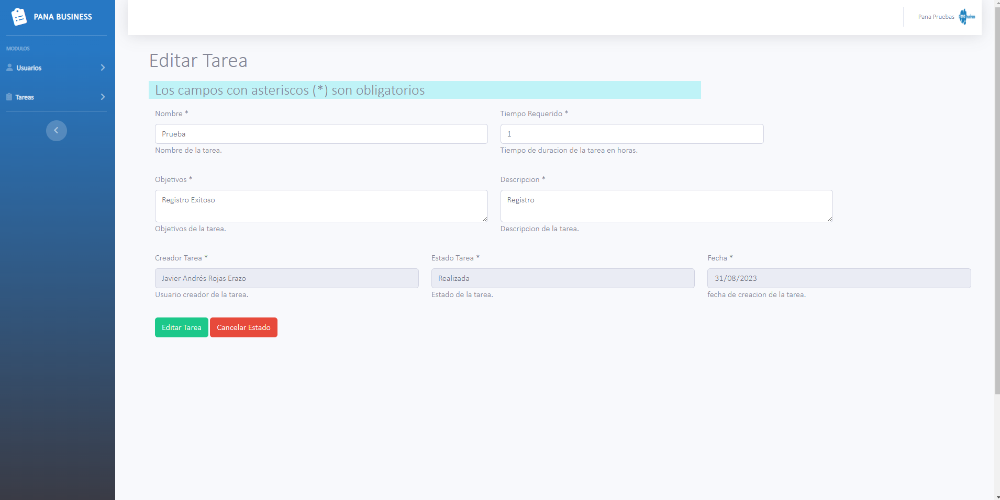 PANA BUSINESS
MODULOS
Usuarios
Tareas
Pana Pruebas
Editar Tarea
Los campos con asteriscos (*) son obligatorios
Nombre *
Tiempo Requerido *
Prueba
1
Nombre de la tarea.
Tiempo de duracion de la tarea en horas.
Objetivos *
Descripcion *
Registro Exitoso
Registro
Objetivos de la tarea.
Descripcion de la tarea.
Creador Tarea *
Estado Tarea *
Fecha *
Javier Andrés Rojas Erazo
Realizada
31/08/2023
Usuario creador de la tarea.
Estado de la tarea.
fecha de creacion de la tarea.
Editar Tarea
Cancelar Estado